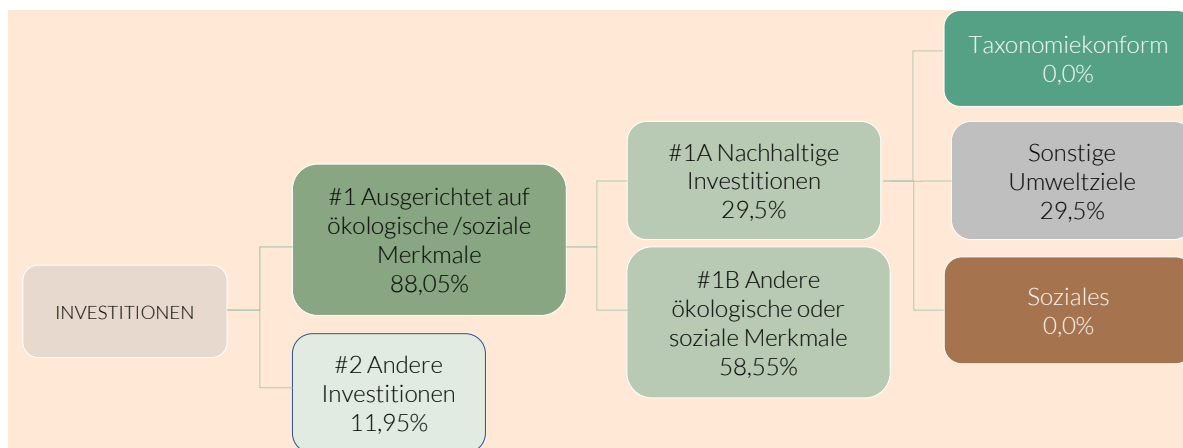 INVESTITIONEN
#1 Ausgerichtet auf
ökologische /soziale
Merkmale
88,05%
#2 Andere
Investitionen
11,95%
#1A Nachhaltige
Investitionen
29,5%
#1B Andere
ökologische oder
soziale Merkmale
58,55%
Taxonomiekonform
0,0%
Sonstige
Umweltziele
29,5%
Soziales
0,0%